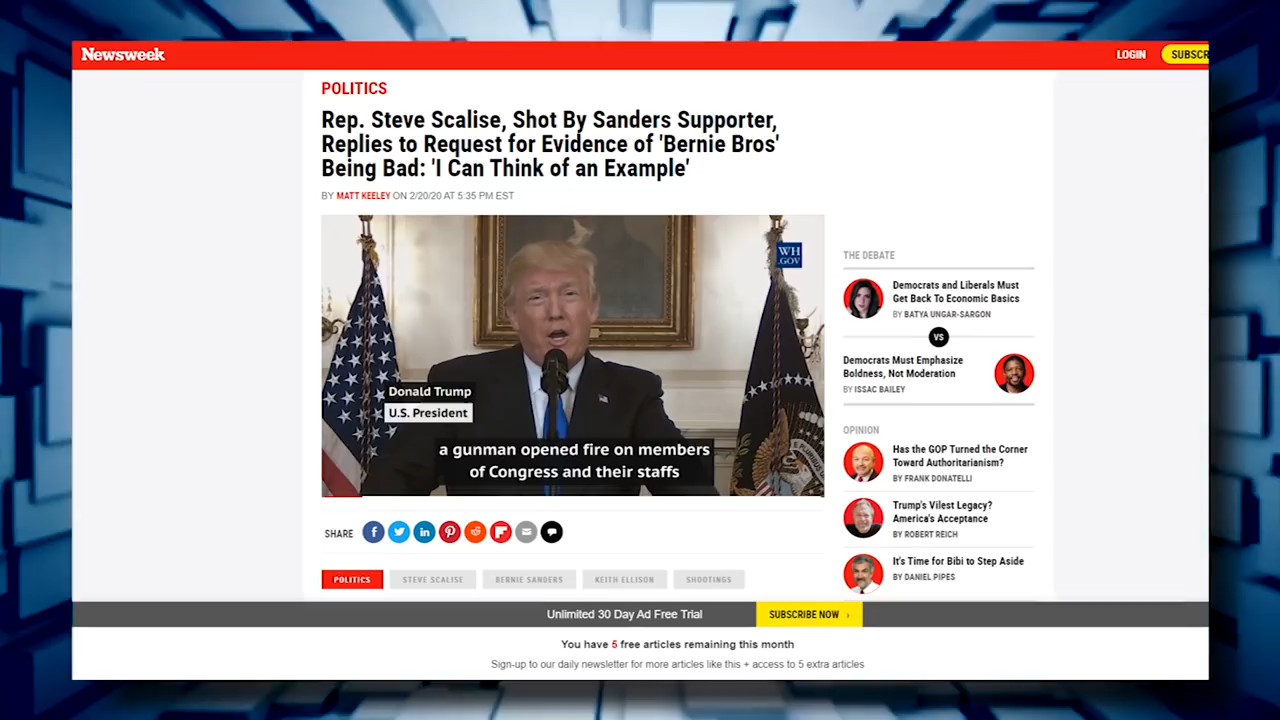 Newsweek
LOGIN
SUBSCR
POLITICS
Rep. Steve Scalise, Shot By Sanders Supporter,
Replies to Request for Evidence of 'Bernie Bros'
Being Bad: 'I Can Think of an Example'
BY MATT KEELEY ON 2/20/20 AT 5:35 PM EST
WH
.GOV
Donald Trump
U.S. President
a gunman opened fire on members
of Congress and their staffs
SHARE
POLITICS
STEVE SCALISE
BERNIE SANDERS
KEITH ELLISON
SHOOTINGS
THE DEBATE
Democrats and Liberals Must
Get Back To Economic Basics
BY BATYA UNGAR-SARGON
VS
Democrats Must Emphasize
Boldness, Not Moderation
BY ISSAC BAILEY
OPINION
Has the GOP Turned the Corner
Toward Authoritarianism?
BY FRANK DONATELLI
Trump's Vilest Legacy?
America's Acceptance
BY ROBERT REICH
It's Time for Bibi to Step Aside
BY DANIEL PIPES
Unlimited 30 Day Ad Free Trial
SUBSCRIBE NOW ›
You have 5 free articles remaining this month
Sign-up to our daily newsletter for more articles like this + access to 5 extra articles